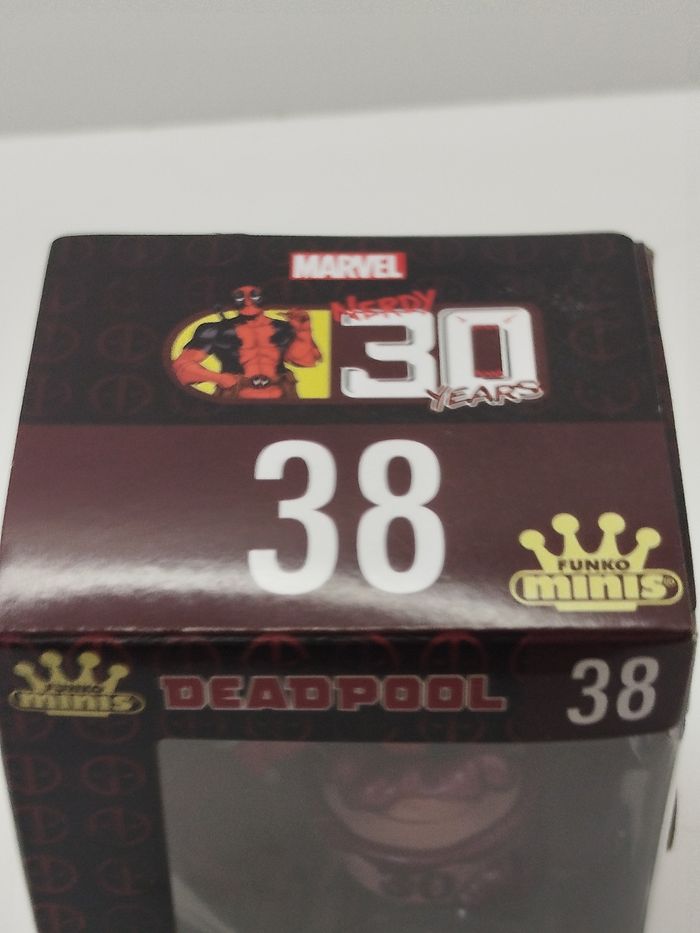 MARVEL
NERDY
30
YEARS
38
FUNKO
minis®
FUNKO
minis
DEADPOOL
38